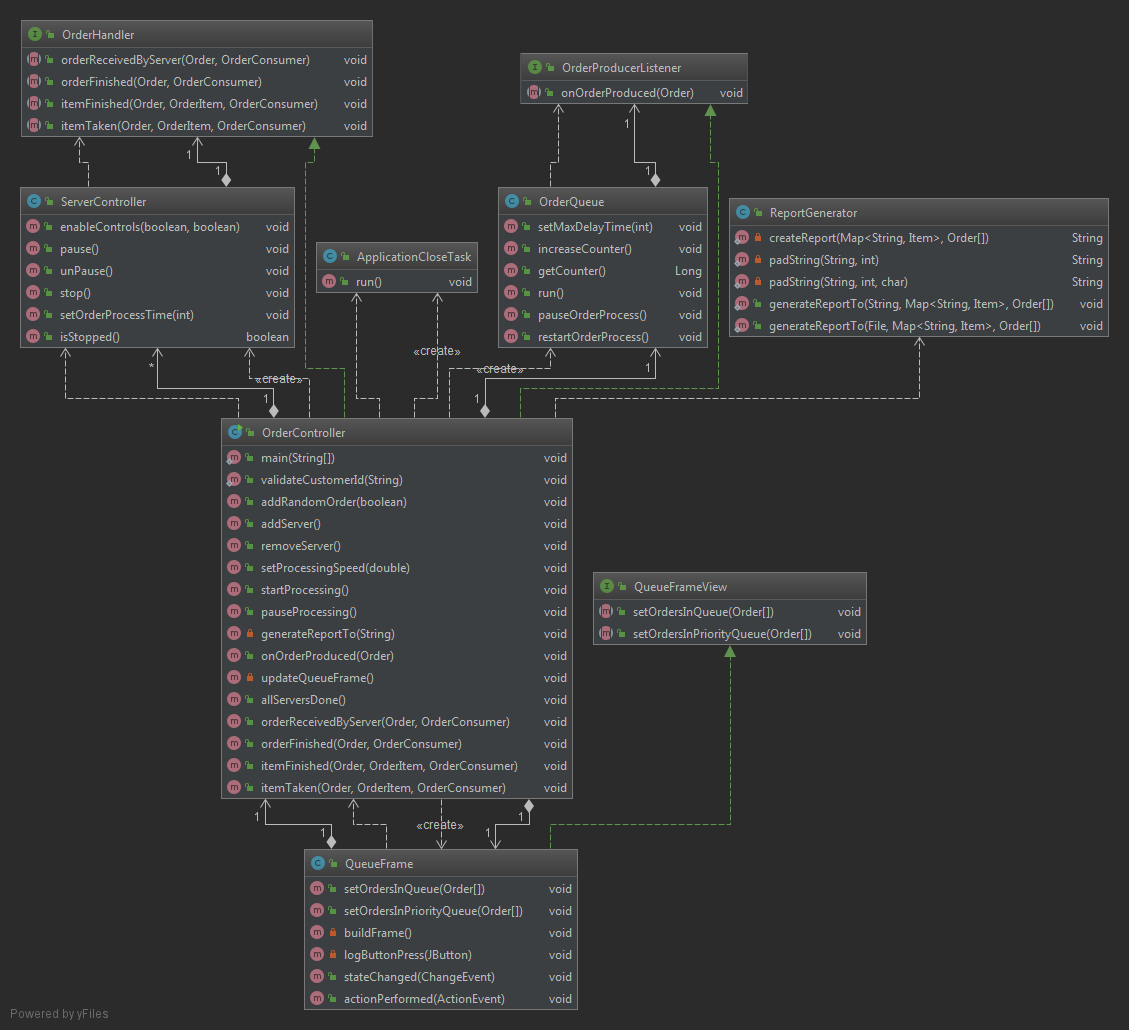 OrderHandler
orderReceivedByServer(Order, OrderConsumer) void
orderFinished(Order, OrderConsumer) void
itemFinished(Order, OrderItem, OrderConsumer) void
itemTaken(Order, OrderItem, OrderConsumer) void
OrderProducerListener
onOrderProduced(Order) void
1
1
1
1
ServerController
enableControls(boolean, boolean) void
pause() void
unPause() void
stop() void
setOrderProcessTime(int) void
isStopped() boolean
ApplicationCloseTask
run() void
OrderQueue
setMaxDelayTime(int) void
increaseCounter() void
getCounter() Long
run() void
pauseOrderProcess() void
restartOrderProcess() void
ReportGenerator
createReport(Map<String, Item>, Order[]) String
padString(String, int) String
padString(String, int, char) String
generateReportTo(String, Map<String, Item>, Order[]) void
generateReportTo(File, Map<String, Item>, Order[]) void
*
«create»
1
«create»
«create»
1
1
OrderController
main(String[]) void
validateCustomerId(String) void
addRandomOrder(boolean) void
addServer() void
removeServer() void
setProcessingSpeed(double) void
startProcessing() void
pauseProcessing() void
generateReportTo(String) void
onOrderProduced(Order) void
updateQueueFrame() void
allServersDone() void
orderReceivedByServer(Order, OrderConsumer) void
orderFinished(Order, OrderConsumer) void
itemFinished(Order, OrderItem, OrderConsumer) void
itemTaken(Order, OrderItem, OrderConsumer) void
QueueFrameView
setOrdersInQueue(Order[]) void
setOrdersInPriorityQueue(Order[]) void
1
1
«create»
1
1
QueueFrame
setOrdersInQueue(Order[]) void
setOrdersInPriorityQueue(Order[]) void
buildFrame() void
logButtonPress(JButton) void
stateChanged(ChangeEvent) void
actionPerformed(ActionEvent) void
Powered by yFiles